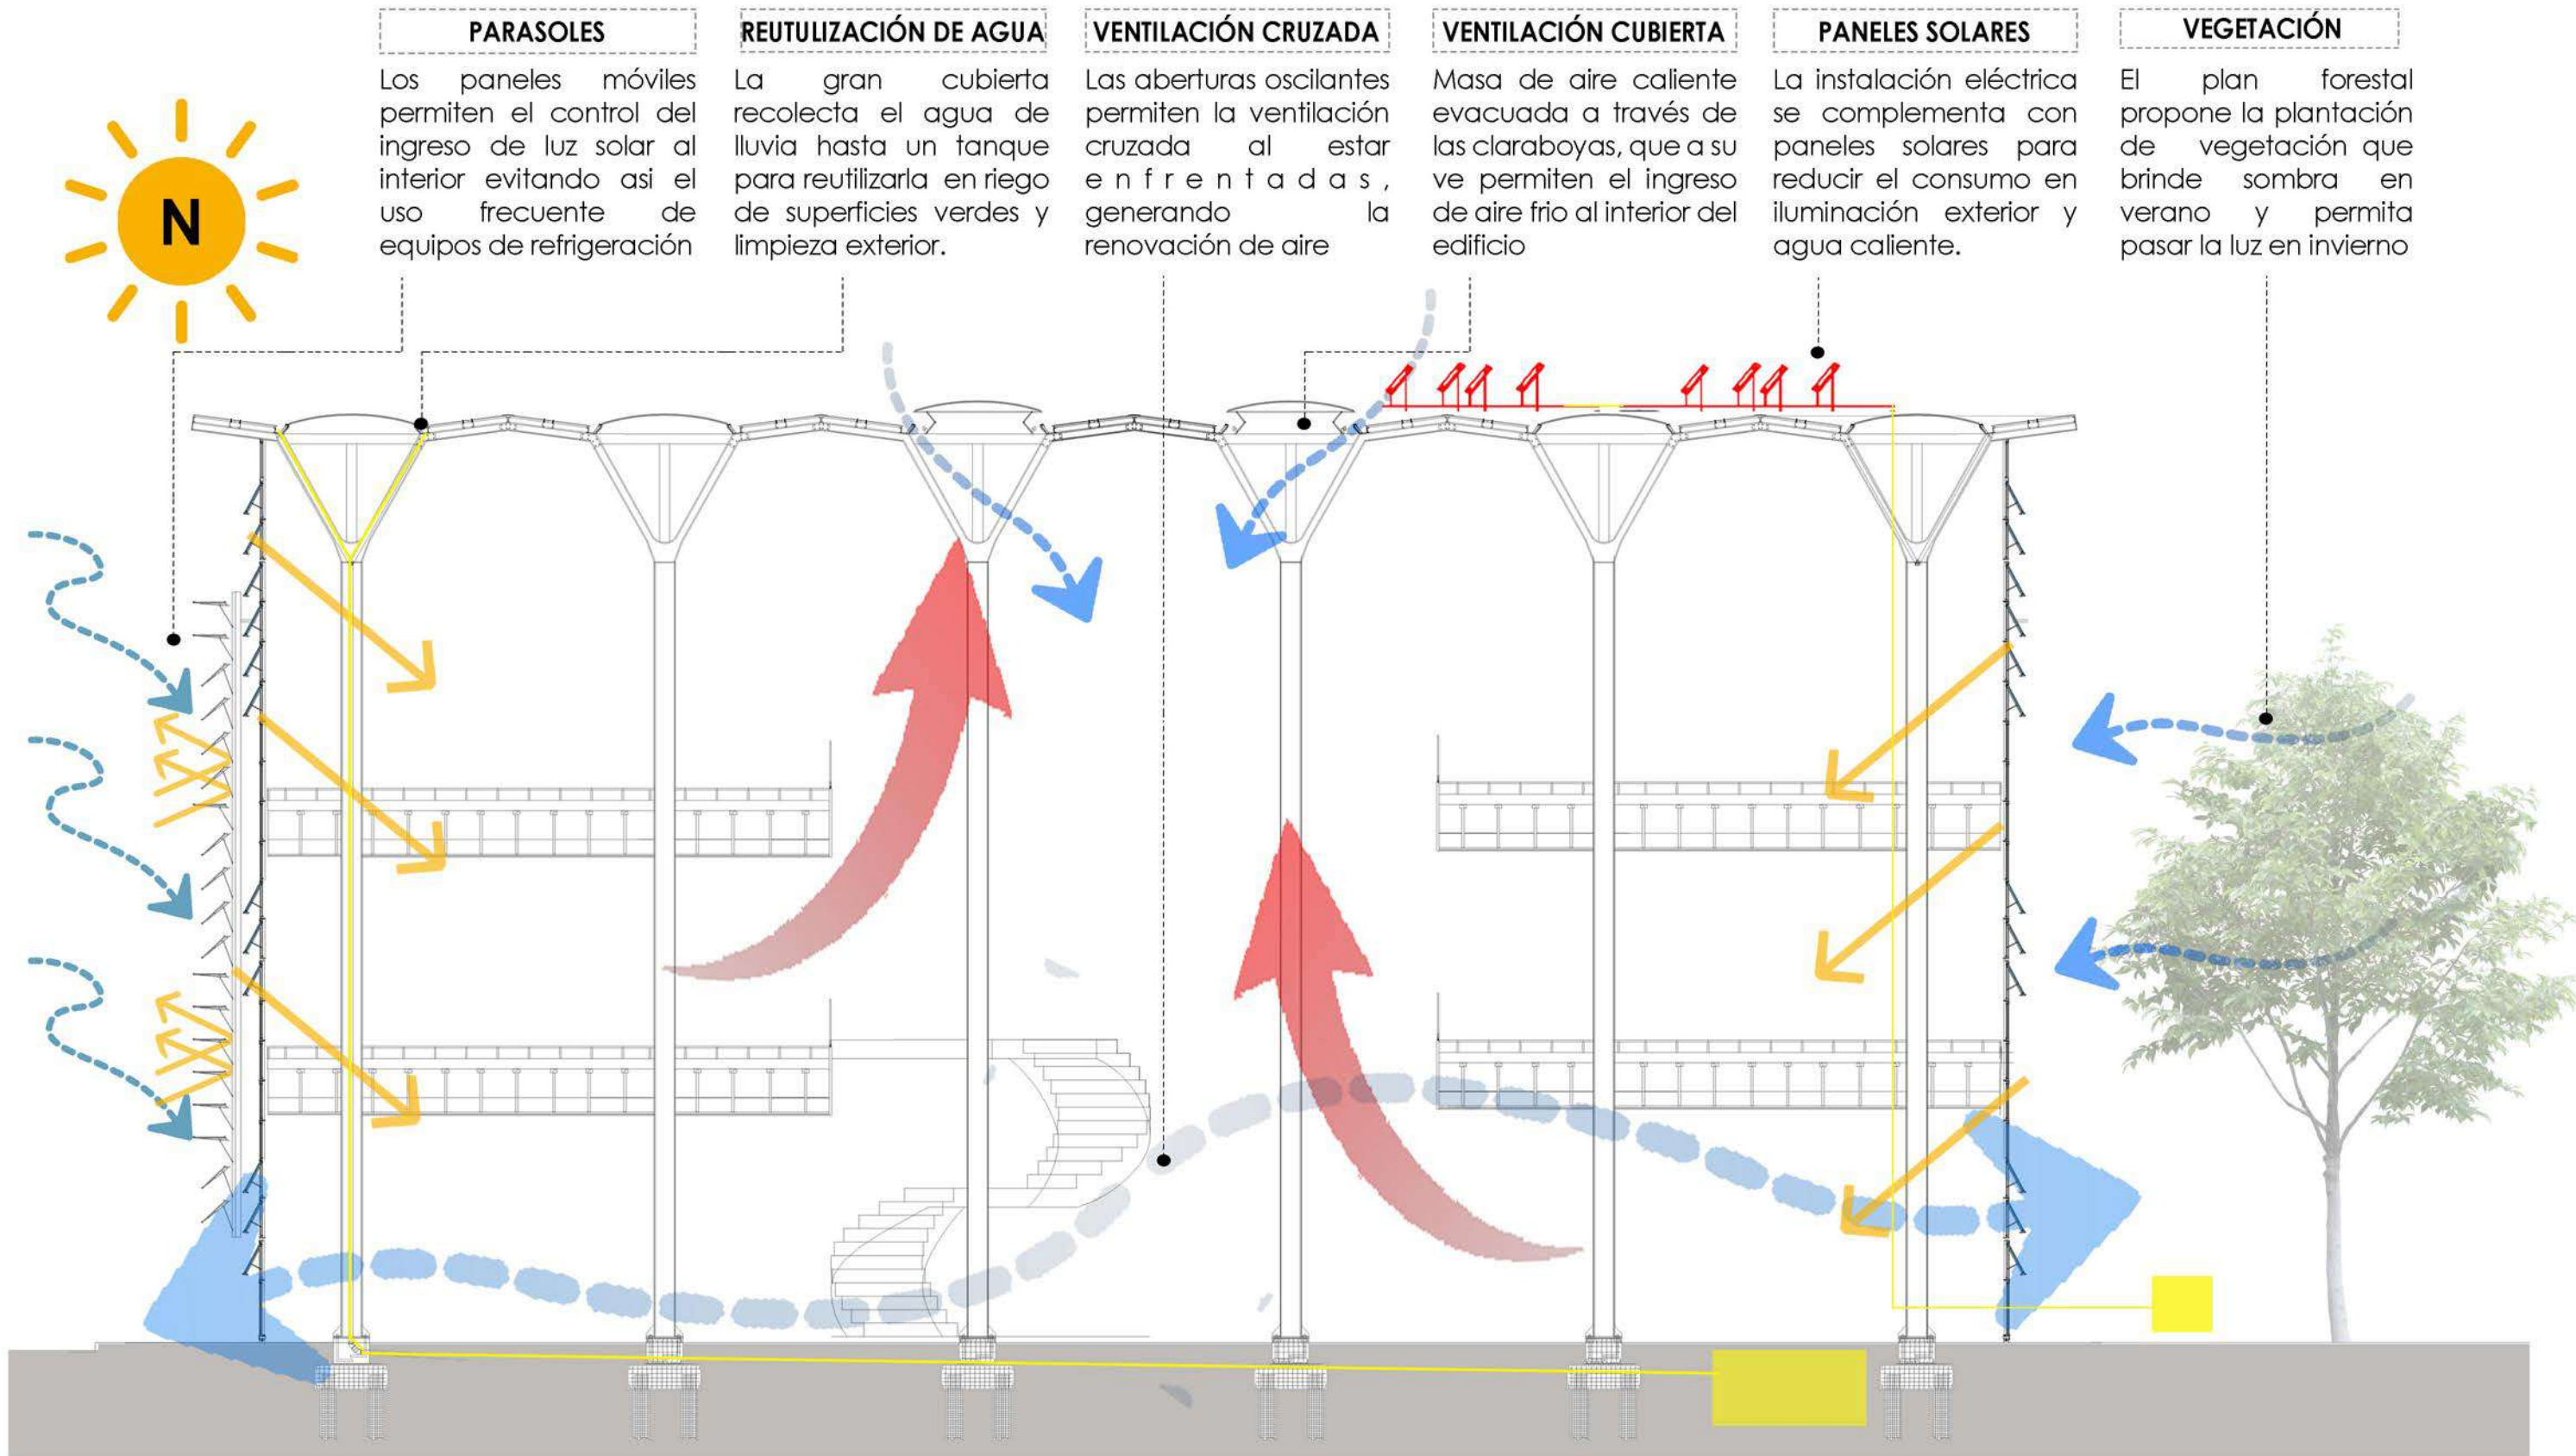 N
PARASOLES
Los paneles móviles
permiten el control del
ingreso de luz solar al
interior evitando asi el
uso frecuente de
equipos de refrigeración
REUTULIZACIÓN DE AGUA
La gran cubierta
recolecta el agua de
lluvia hasta un tanque
para reutilizarla en riego
de superficies verdes y
limpieza exterior.
VENTILACIÓN CRUZADA
Las aberturas oscilantes
permiten la ventilación
cruzada al estar
enfrentadas,
generando la
renovación de aire
VENTILACIÓN CUBIERTA
Masa de aire caliente
evacuada a través de
las claraboyas, que a su
ve permiten el ingreso
de aire frio al interior del
edificio
PANELES SOLARES
La instalación eléctrica
se complementa con
paneles solares para
reducir el consumo en
iluminación exterior y
agua caliente.
VEGETACIÓN
El plan forestal
propone la plantación
de vegetación que
brinde sombra en
verano y permita
pasar la luz en invierno